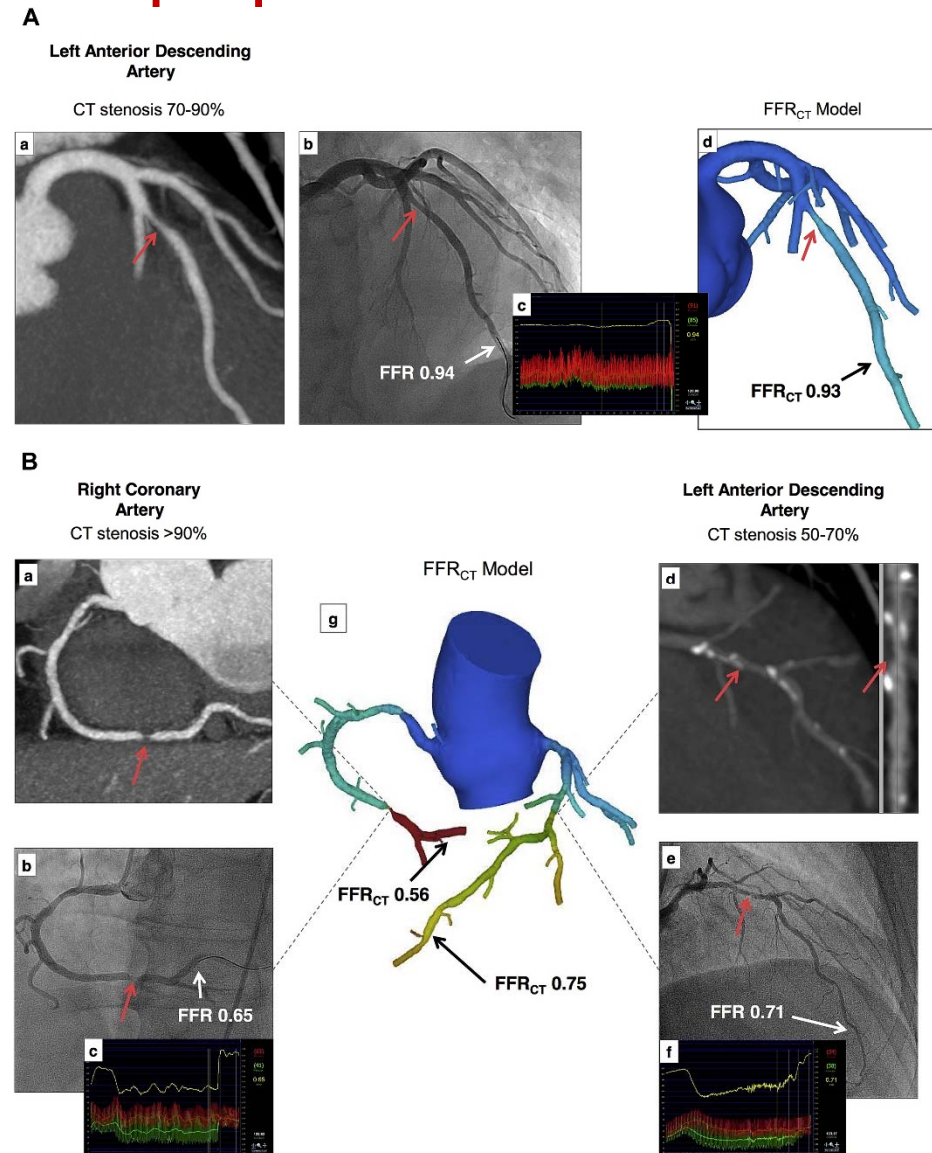 A
Left Anterior Descending
Artery
CT stenosis 70-90%
FFRCT Model
a
b
d
c
FFR 0.94
FFRCT 0.93
B
Right Coronary
Artery
CT stenosis >90%
Left Anterior Descending
Artery
CT stenosis 50-70%
a
FFRCT Model
d
g
b
e
FFRCT 0.56
FFRCT 0.75
FFR 0.65
FFR 0.71
c
f
0.94
0.65
0.71